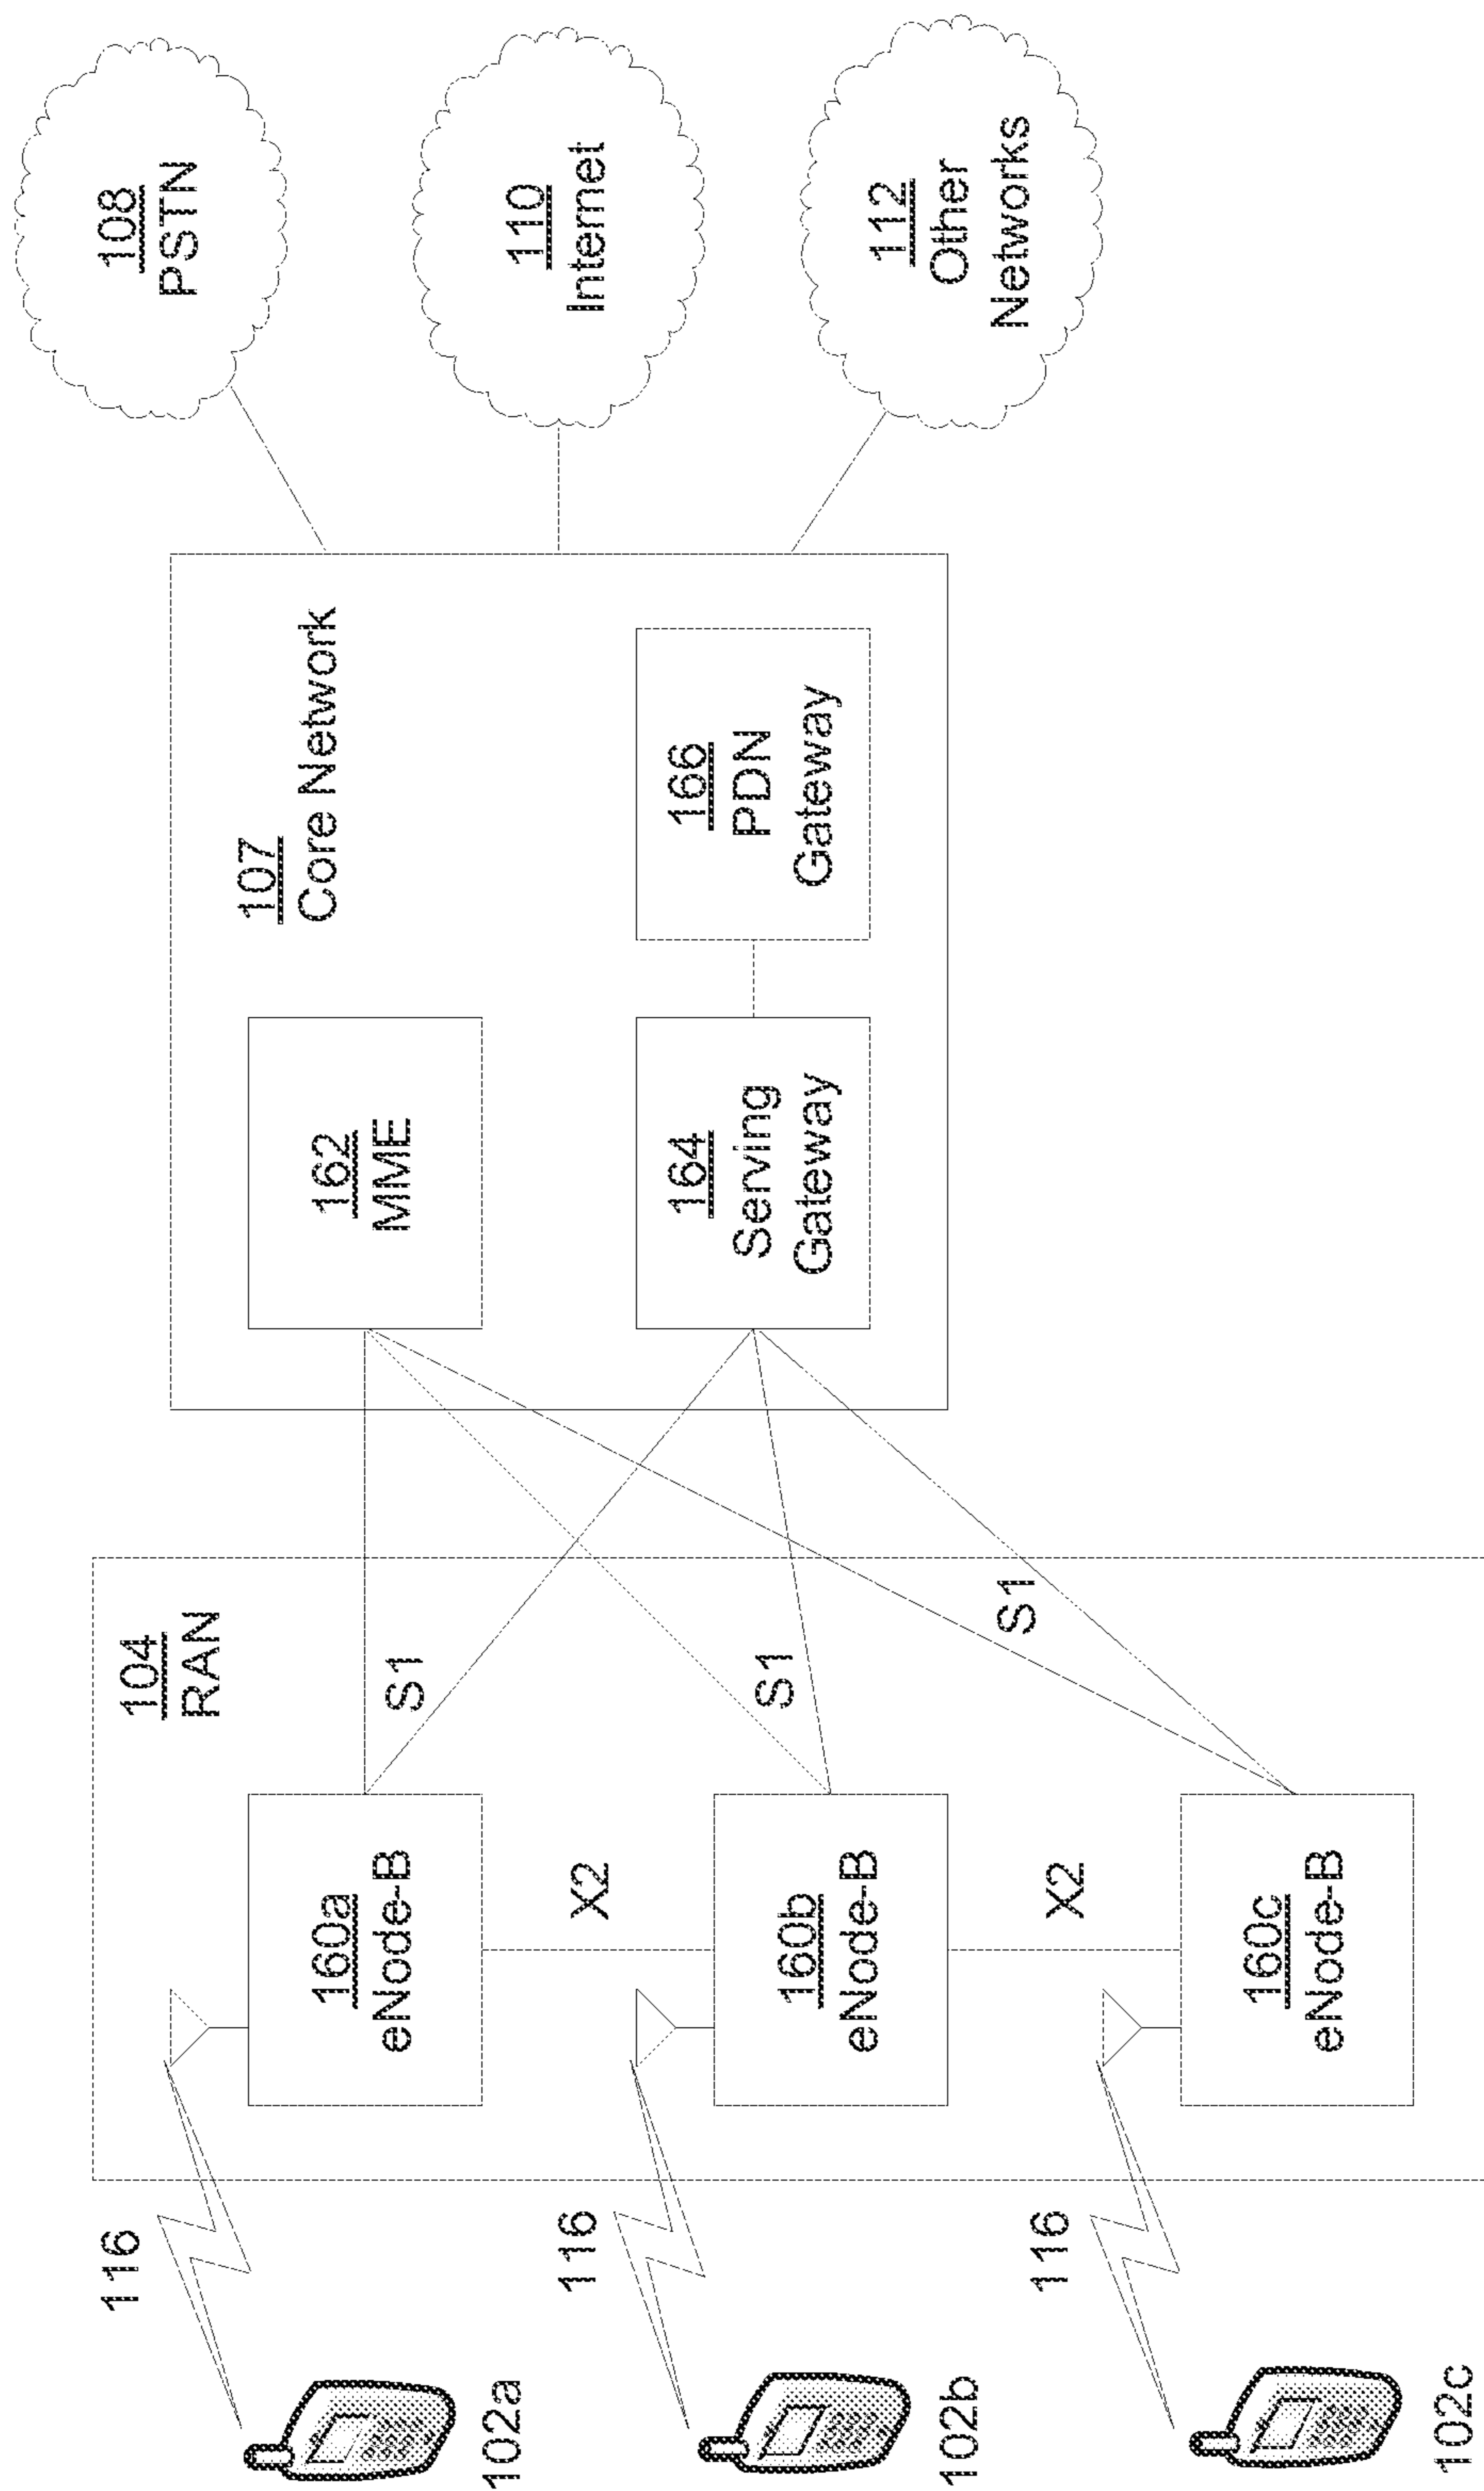 104
RAN
116
102a
160a
eNode-B
S1
X2
116
102b
160b
eNode-B
S1
X2
116
102c
160c
eNode-B
S1
107
Core Network
162
MME
164
Serving
Gateway
166
PDN
Gateway
108
PSTN
110
Internet
112
Other
Networks